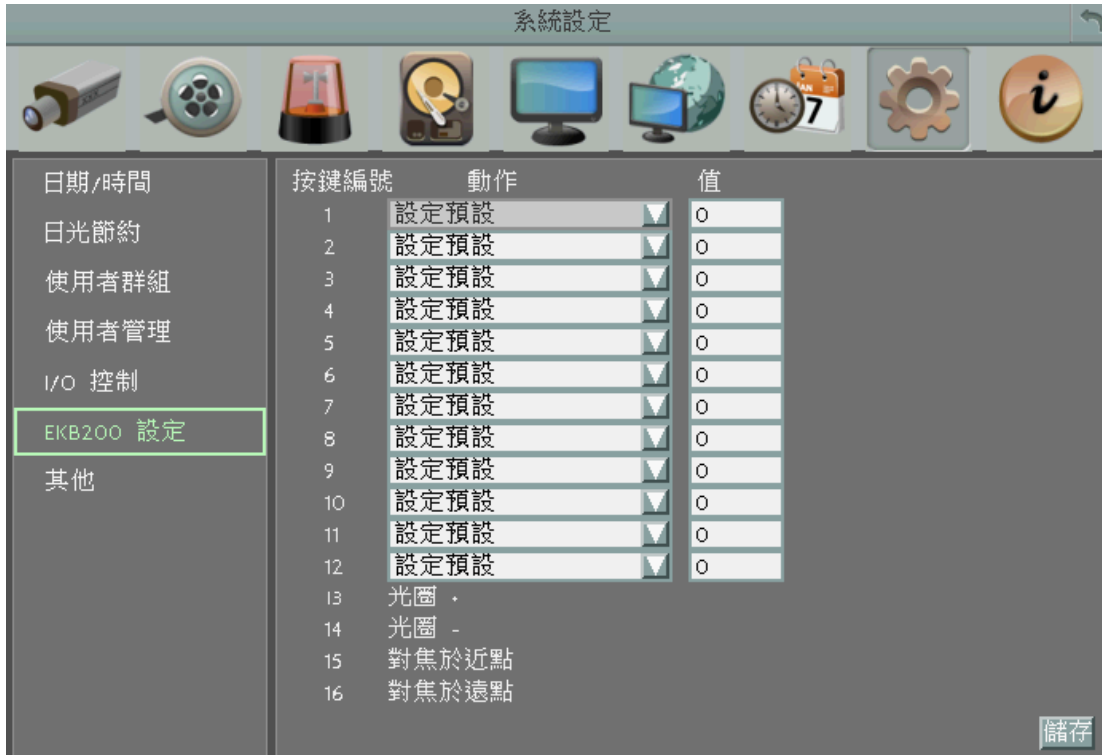 系統設定
JAN
7
i
日期/時間
日光節約
使用者群組
使用者管理
I/O 控制
EKB200 設定
其他
按鍵編號 動作 值
1 設定預設 0
2 設定預設 0
3 設定預設 0
4 設定預設 0
5 設定預設 0
6 設定預設 0
7 設定預設 0
8 設定預設 0
9 設定預設 0
10 設定預設 0
11 設定預設 0
12 設定預設 0
13 光圈 +
14 光圈 -
15 對焦於近點
16 對焦於遠點
儲存